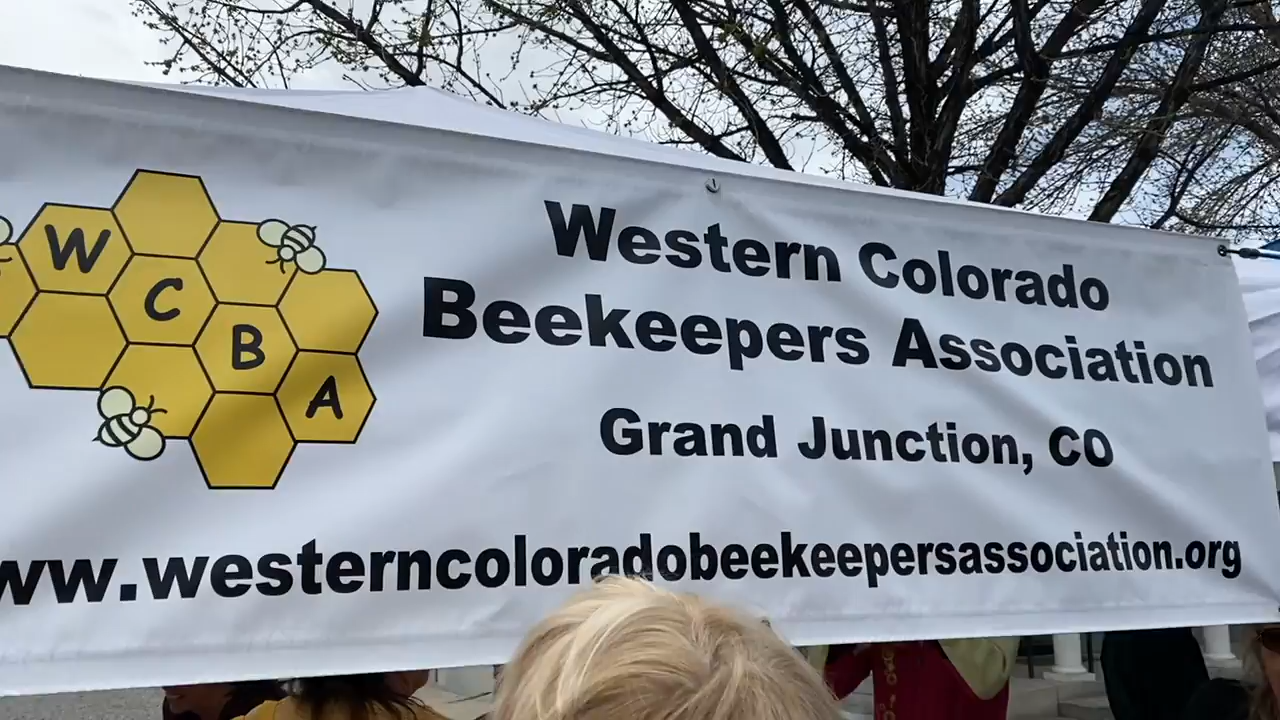 W
C
B
A
Western Colorado
Beekeepers Association
Grand Junction, CO
ww.westerncoloradobeekeepersassociation.org